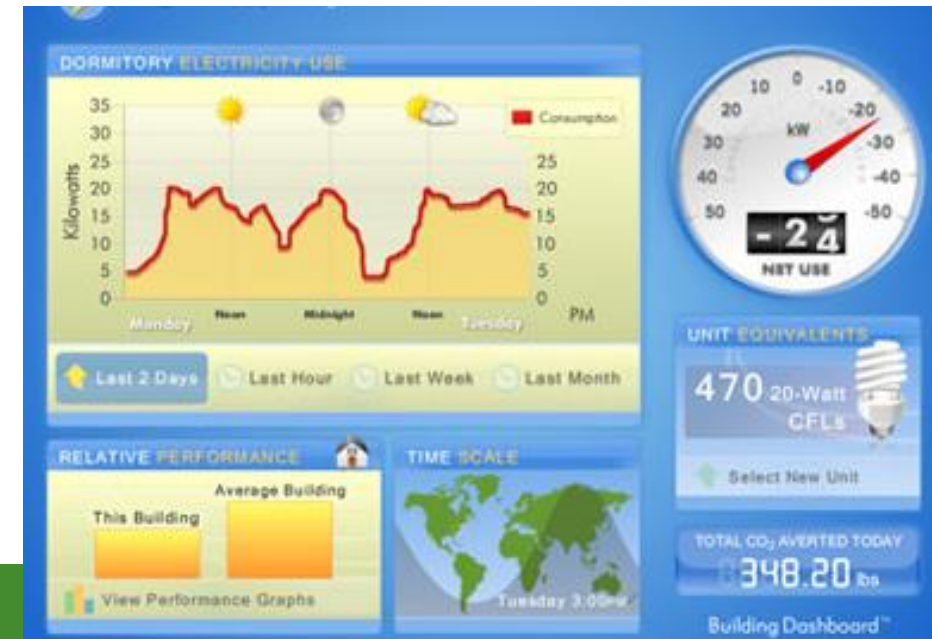 DORMITORY ELECTRICITY USE
35
30
25
20
15
10
5
0
Kilowatts
Consumption
25
20
15
10
5
0
PM
Monday
Noon
Midnight
Noon
Tuesday
Last 2 Days
Last Hour
Last Week
Last Month
10 0 -10
20 -20
30 kW -30
40 -40
50 -50
- 24
NET USE
UNIT EQUIVALENTS
470 20-Watt
CFLs
Select New Unit
RELATIVE PERFORMANCE
Average Building
This Building
View Performance Graphs
TIME SCALE
Tuesday 3:00PM
TOTAL CO₂ AVERTED TODAY
348.20 lbs
Building Dashboard™